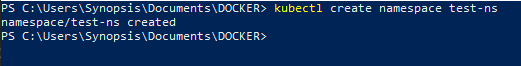 PS C:\Users\Synopsis\Documents\DOCKER> kubectl create namespace test-ns
namespace/test-ns created
PS C:\Users\Synopsis\Documents\DOCKER>